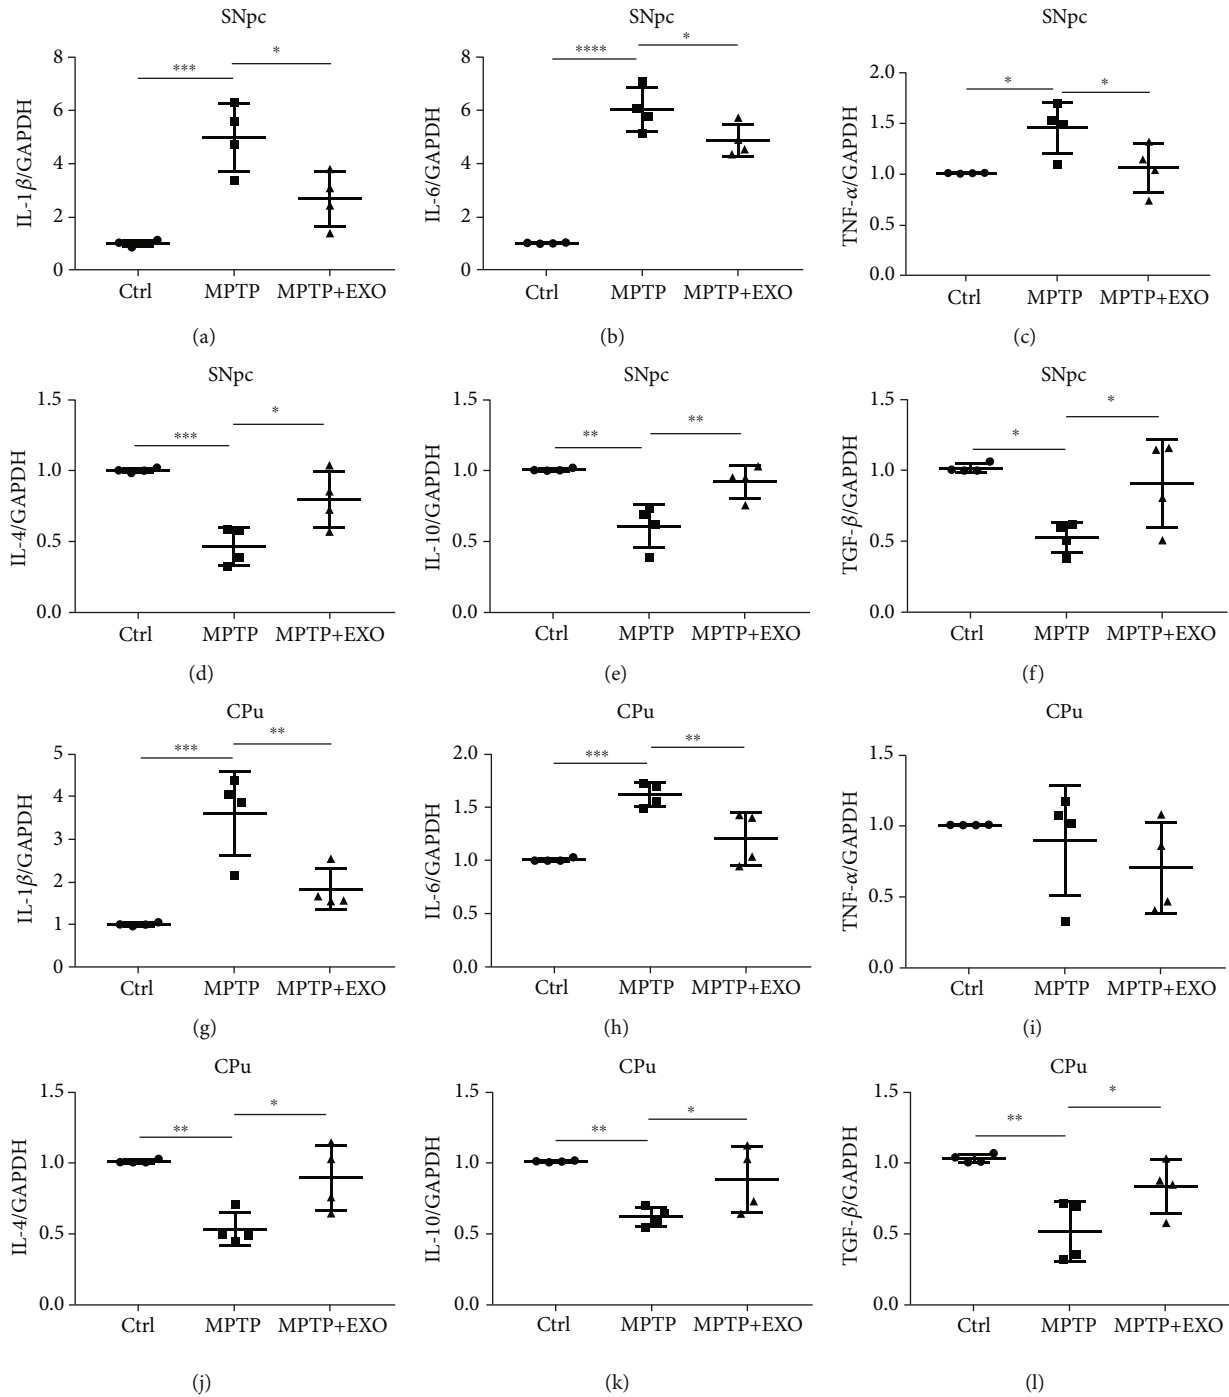 SNpc
IL-1β/GAPDH
8
6
4
2
0
***
*
Ctrl
MPTP
MPTP+EXO
(a)
SNpc
IL-6/GAPDH
8
6
4
2
0
****
*
Ctrl
MPTP
MPTP+EXO
(b)
SNpc
TNF-α/GAPDH
2.0
1.5
1.0
0.5
0.0
*
*
Ctrl
MPTP
MPTP+EXO
(c)
SNpc
IL-4/GAPDH
1.5
1.0
0.5
0.0
***
*
Ctrl
MPTP
MPTP+EXO
(d)
SNpc
IL-10/GAPDH
1.5
1.0
0.5
0.0
**
**
Ctrl
MPTP
MPTP+EXO
(e)
SNpc
TGF-β/GAPDH
1.5
1.0
0.5
0.0
*
*
Ctrl
MPTP
MPTP+EXO
(f)
CPu
IL-1β/GAPDH
5
4
3
2
1
0
***
**
Ctrl
MPTP
MPTP+EXO
(g)
CPu
IL-6/GAPDH
2.0
1.5
1.0
0.5
0.0
***
**
Ctrl
MPTP
MPTP+EXO
(h)
CPu
TNF-α/GAPDH
1.5
1.0
0.5
0.0
Ctrl
MPTP
MPTP+EXO
(i)
CPu
IL-4/GAPDH
1.5
1.0
0.5
0.0
**
*
Ctrl
MPTP
MPTP+EXO
(j)
CPu
IL-10/GAPDH
1.5
1.0
0.5
0.0
**
*
Ctrl
MPTP
MPTP+EXO
(k)
CPu
TGF-β/GAPDH
1.5
1.0
0.5
0.0
**
*
Ctrl
MPTP
MPTP+EXO
(l)